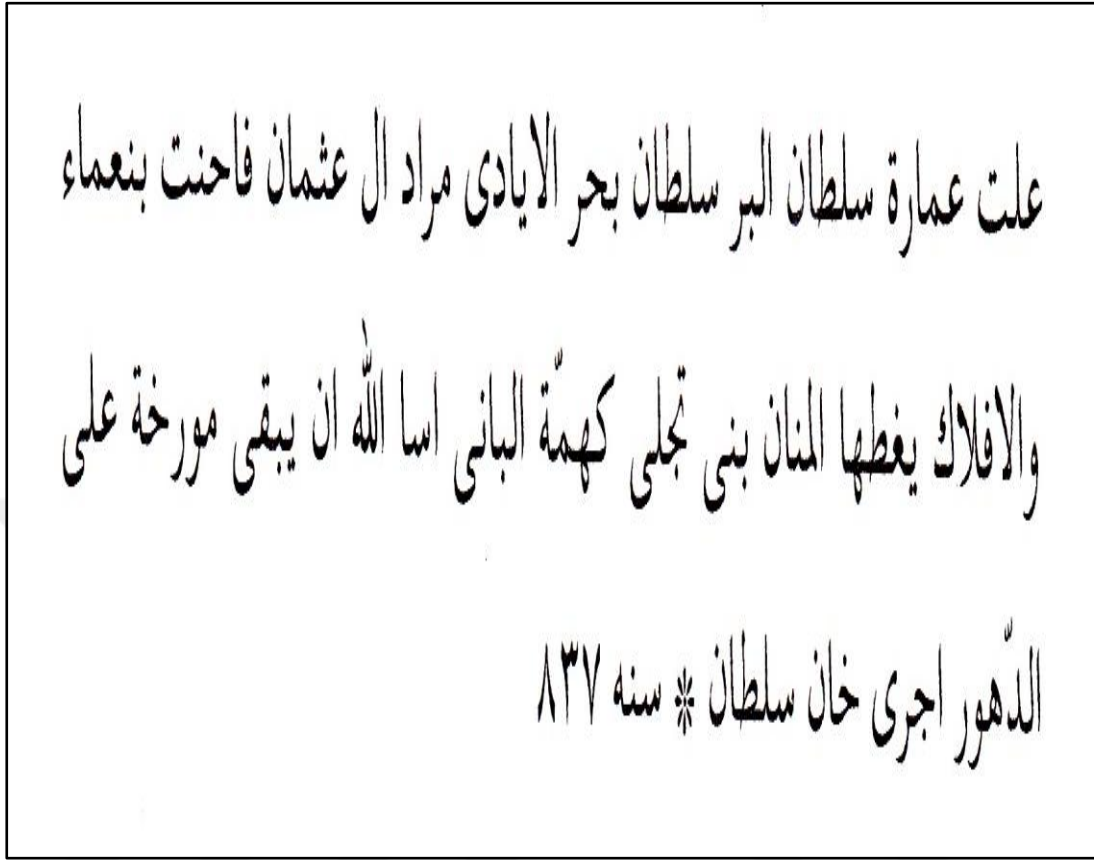 علت عمارة سلطان البر سلطان بحر الايادى مراد ال عثمان فاحنت بنعماء
والافلاك يغطها المنان بنى تجلى كهمّة البانى اسا اللّه ان يبقى مورخة على
الدّهور اجرى خان سلطان * سنه ٨٣٧